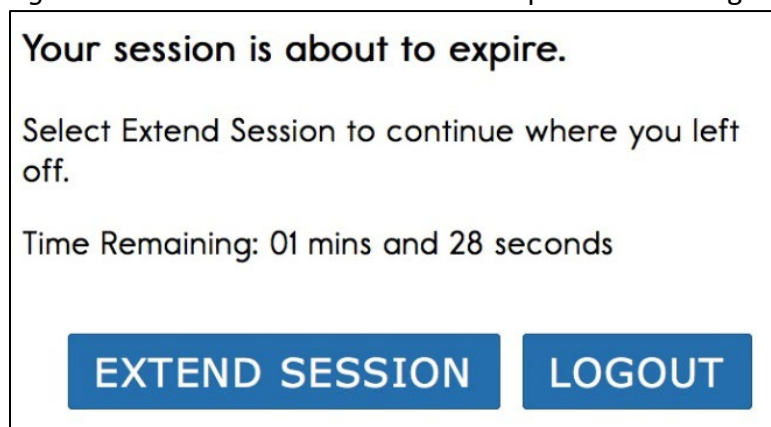 Your session is about to expire.
Select Extend Session to continue where you left
off.
Time Remaining: 01 mins and 28 seconds
EXTEND SESSION LOGOUT